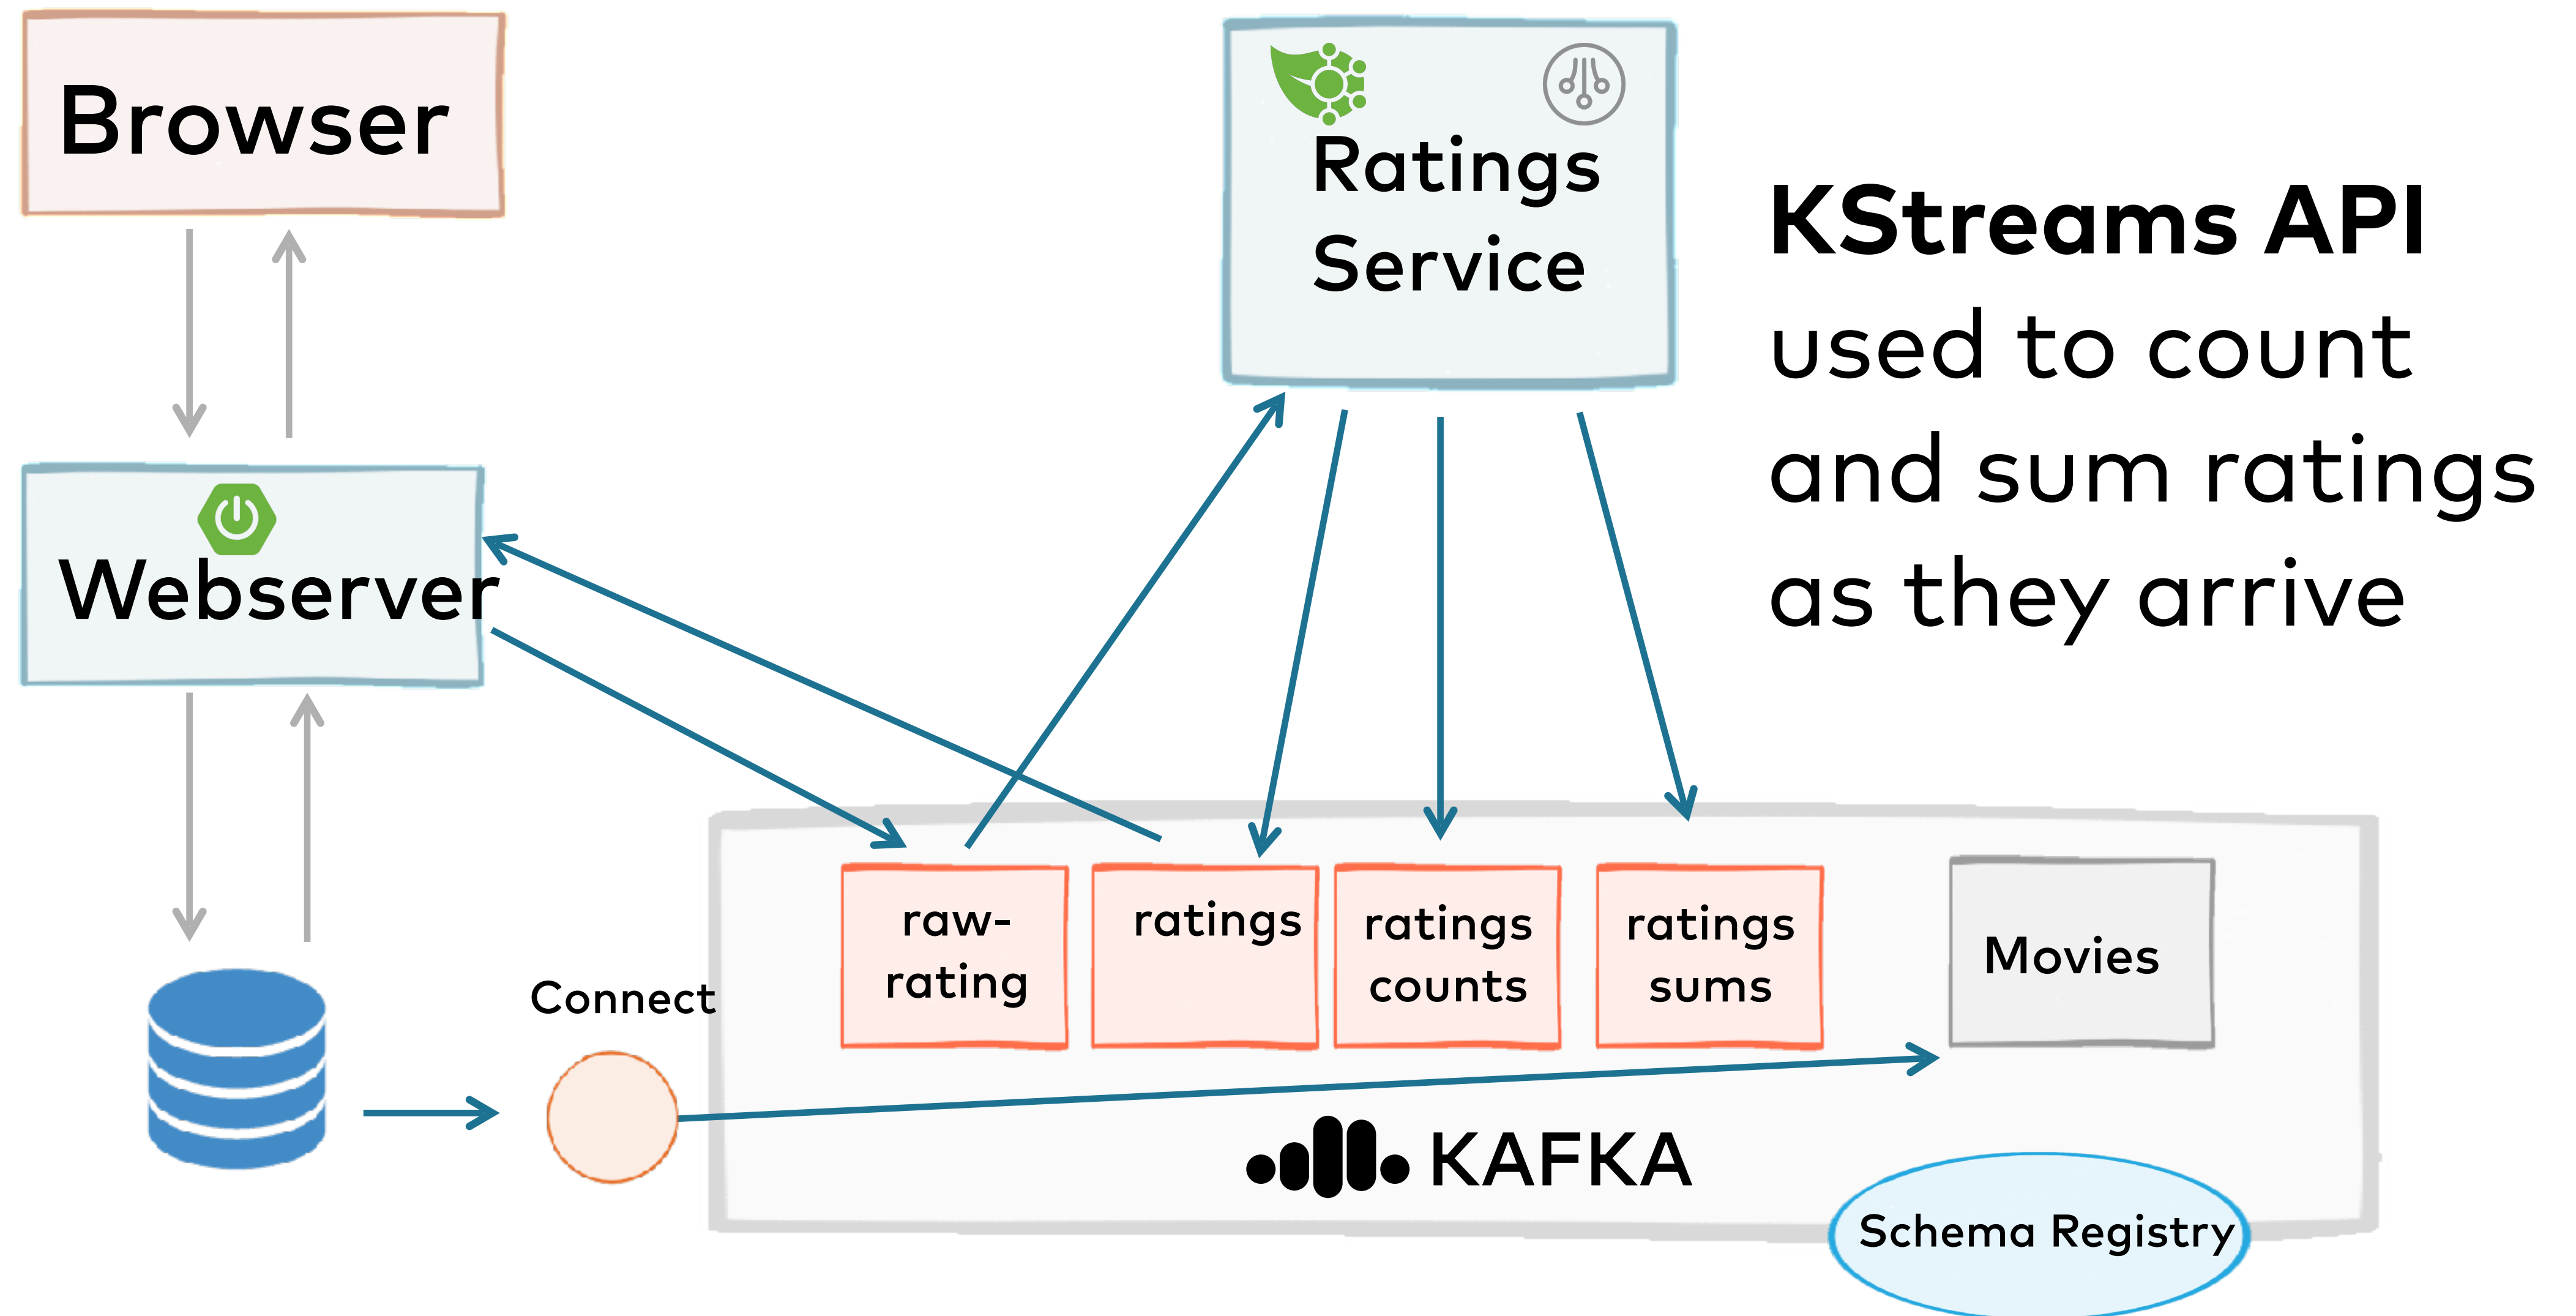 Browser
Ratings
Service
KStreams API
used to count
and sum ratings
as they arrive
Webserver
Connect
raw-
rating
ratings
ratings
counts
ratings
sums
Movies
KAFKA
Schema Registry